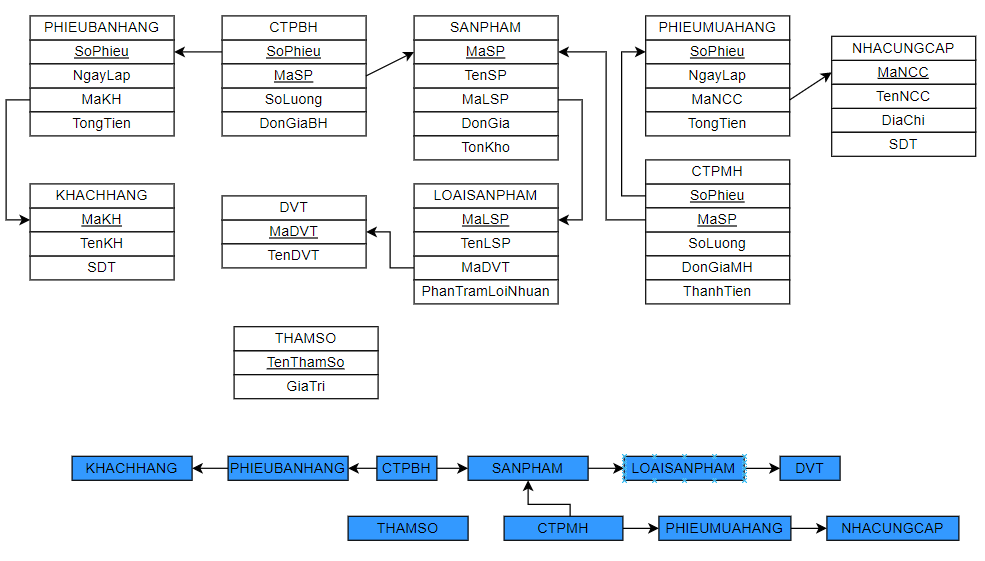 PHIEUBANHANG
SoPhieu
NgayLap
MaKH
TongTien
CTPBH
SoPhieu
MaSP
SoLuong
DonGiaBH
SANPHAM
MaSP
TenSP
MaLSP
DonGia
TonKho
PHIEUMUAHANG
SoPhieu
NgayLap
MaNCC
TongTien
NHACUNGCAP
MaNCC
TenNCC
DiaChi
SDT
KHACHHANG
MaKH
TenKH
SDT
DVT
MaDVT
TenDVT
LOAISANPHAM
MaLSP
TenLSP
MaDVT
PhanTramLoiNhuan
CTPMH
SoPhieu
MaSP
SoLuong
DonGiaMH
ThanhTien
THAMSO
TenThamSo
GiaTri
KHACHHANG
PHIEUBANHANG
CTPBH
SANPHAM
LOAISANPHAM
DVT
THAMSO
CTPMH
PHIEUMUAHANG
NHACUNGCAP